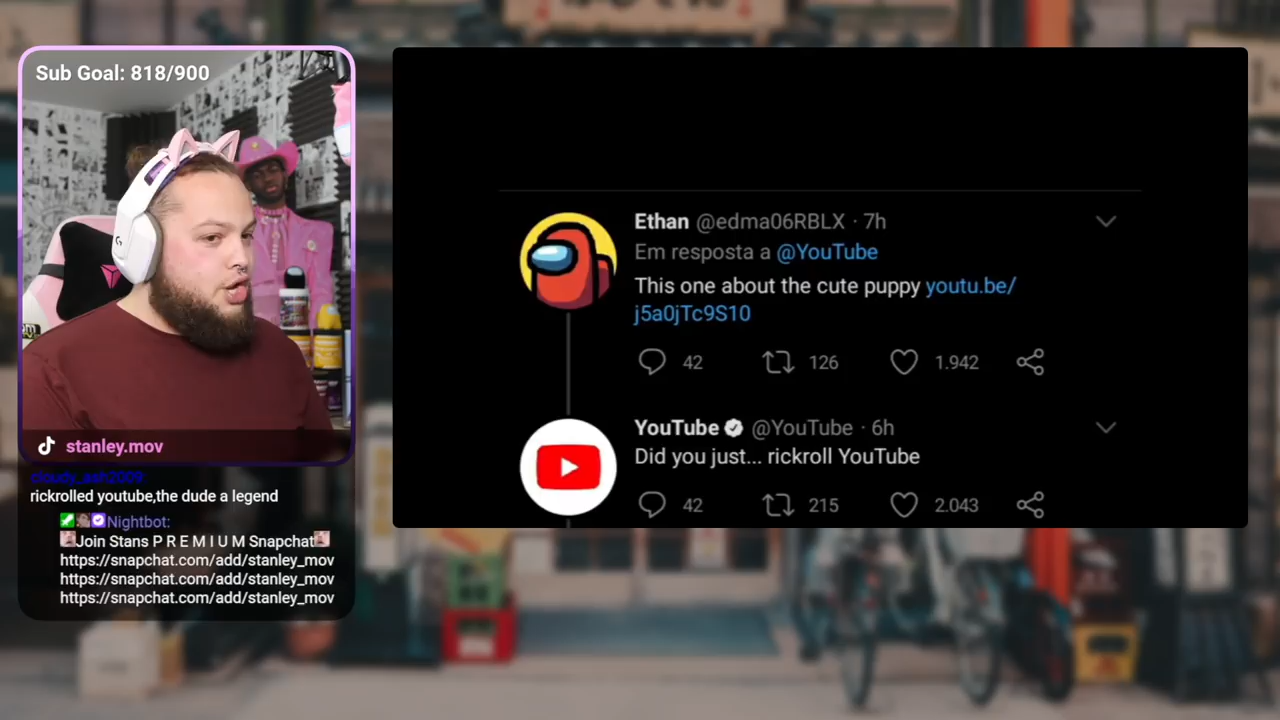 Sub Goal: 818/900
stanley.mov
cloudy_ash2009
rickrolled youtube,the dude a legend
Nightbot:
Join Stans P R E M I U M Snapchat
https://snapchat.com/add/stanley_mov
https://snapchat.com/add/stanley_mov
https://snapchat.com/add/stanley_mov
Ethan @edma06RBLX · 7h
Em resposta a @YouTube
This one about the cute puppy youtu.be/
j5a0jTc9S10
42 126 1.942
YouTube @YouTube · 6h
Did you just... rickroll YouTube
42 215 2.043